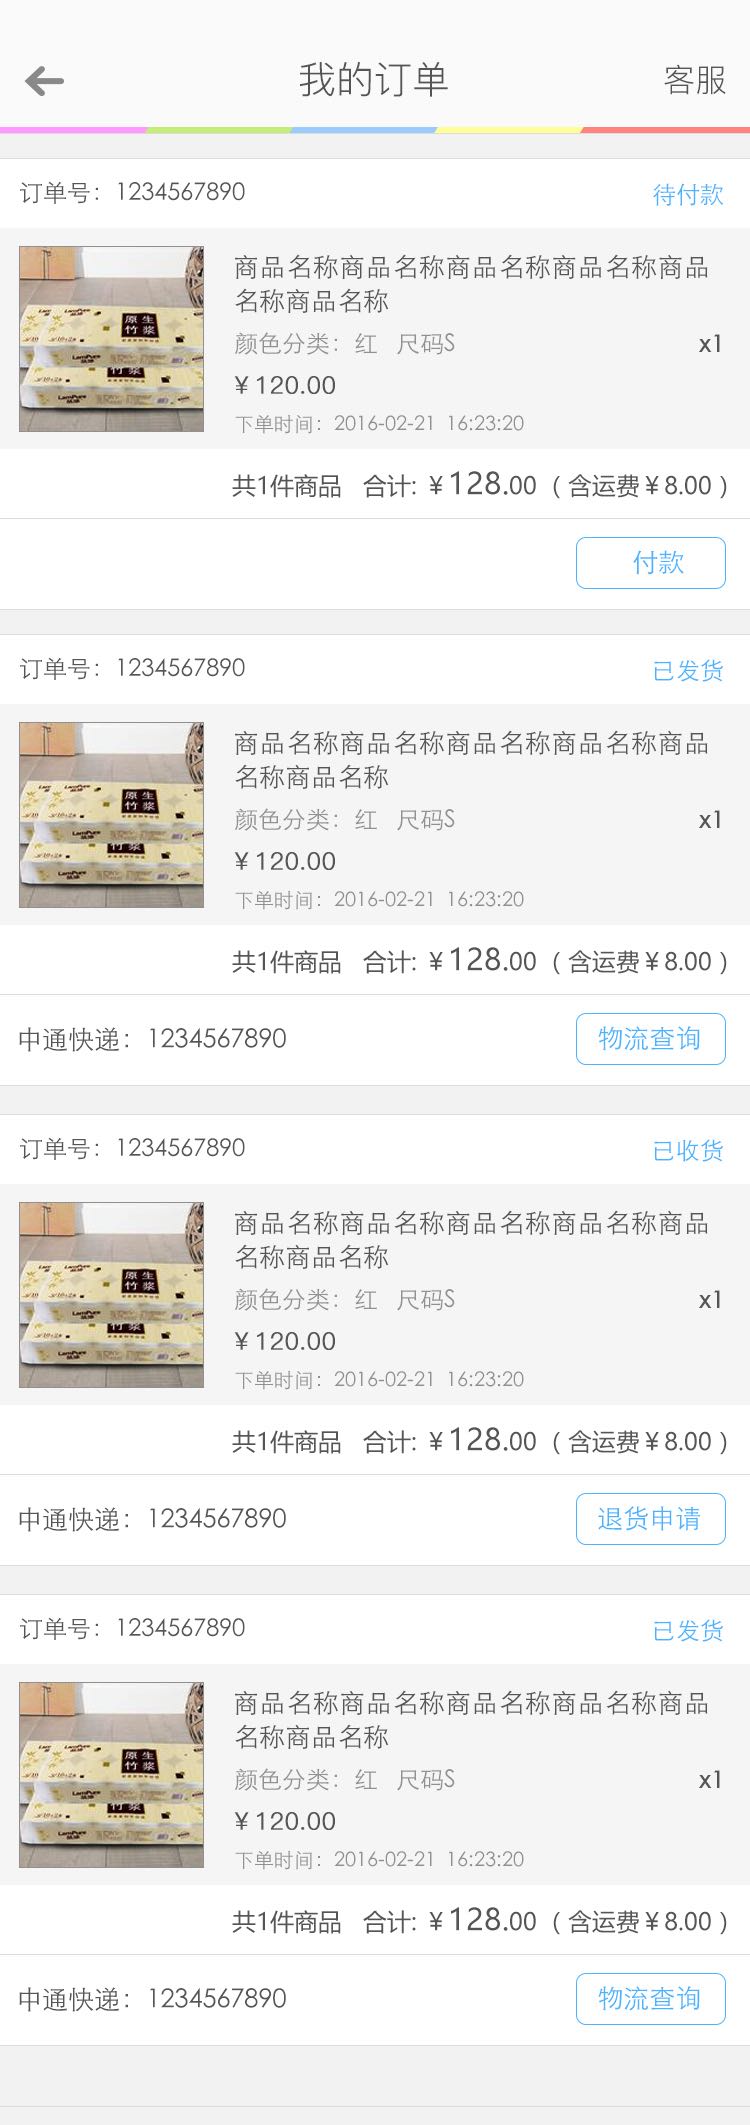 我的订单 客服
订单号：1234567890 待付款
原生
竹浆
LamPure
商品名称商品名称商品名称商品名称商品
名称商品名称
颜色分类：红 尺码S x1
¥ 120.00
下单时间：2016-02-21 16:23:20
共1件商品 合计: ¥ 128.00 ( 含运费 ¥ 8.00 )
付款
订单号：1234567890 已发货
原生
竹浆
LamPure
商品名称商品名称商品名称商品名称商品
名称商品名称
颜色分类：红 尺码S x1
¥ 120.00
下单时间：2016-02-21 16:23:20
共1件商品 合计: ¥ 128.00 ( 含运费 ¥ 8.00 )
中通快递：1234567890 物流查询
订单号：1234567890 已收货
原生
竹浆
LamPure
商品名称商品名称商品名称商品名称商品
名称商品名称
颜色分类：红 尺码S x1
¥ 120.00
下单时间：2016-02-21 16:23:20
共1件商品 合计: ¥ 128.00 ( 含运费 ¥ 8.00 )
中通快递：1234567890 退货申请
订单号：1234567890 已发货
原生
竹浆
LamPure
商品名称商品名称商品名称商品名称商品
名称商品名称
颜色分类：红 尺码S x1
¥ 120.00
下单时间：2016-02-21 16:23:20
共1件商品 合计: ¥ 128.00 ( 含运费 ¥ 8.00 )
中通快递：1234567890 物流查询